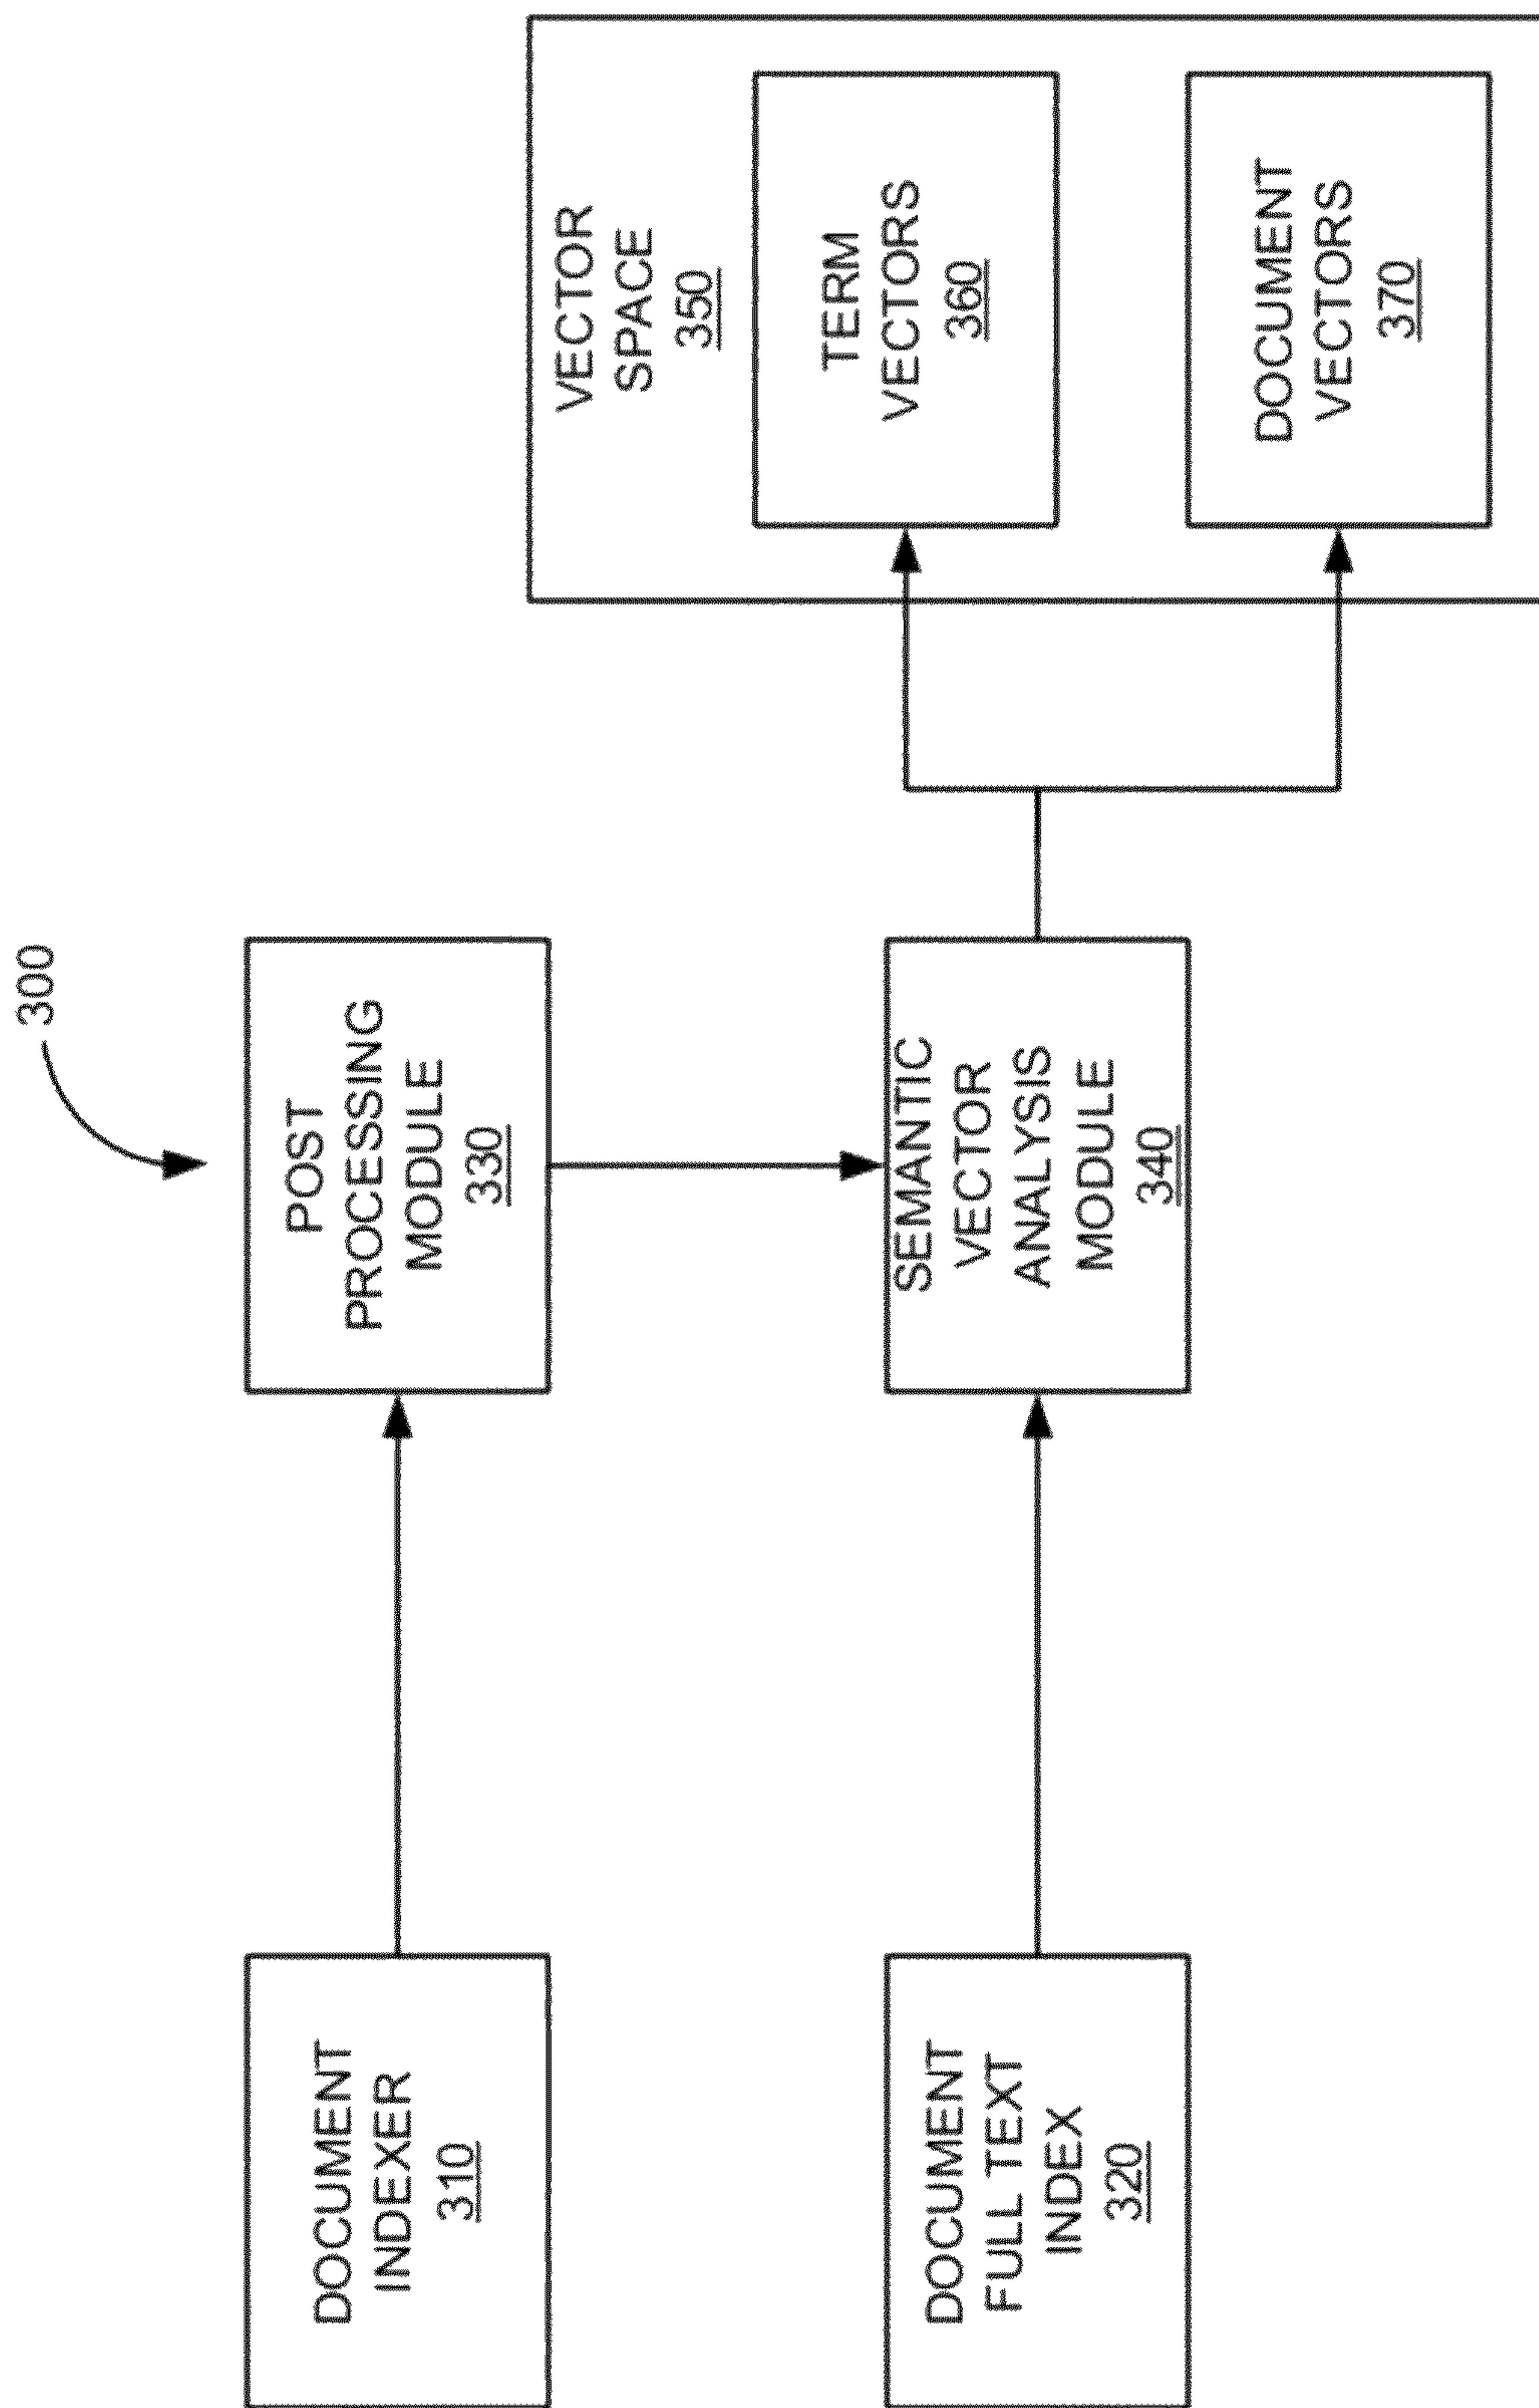 300
DOCUMENT
INDEXER
310
POST
PROCESSING
MODULE
330
VECTOR
SPACE
350
TERM
VECTORS
360
DOCUMENT
FULL TEXT
INDEX
320
SEMANTIC
VECTOR
ANALYSIS
MODULE
340
DOCUMENT
VECTORS
370